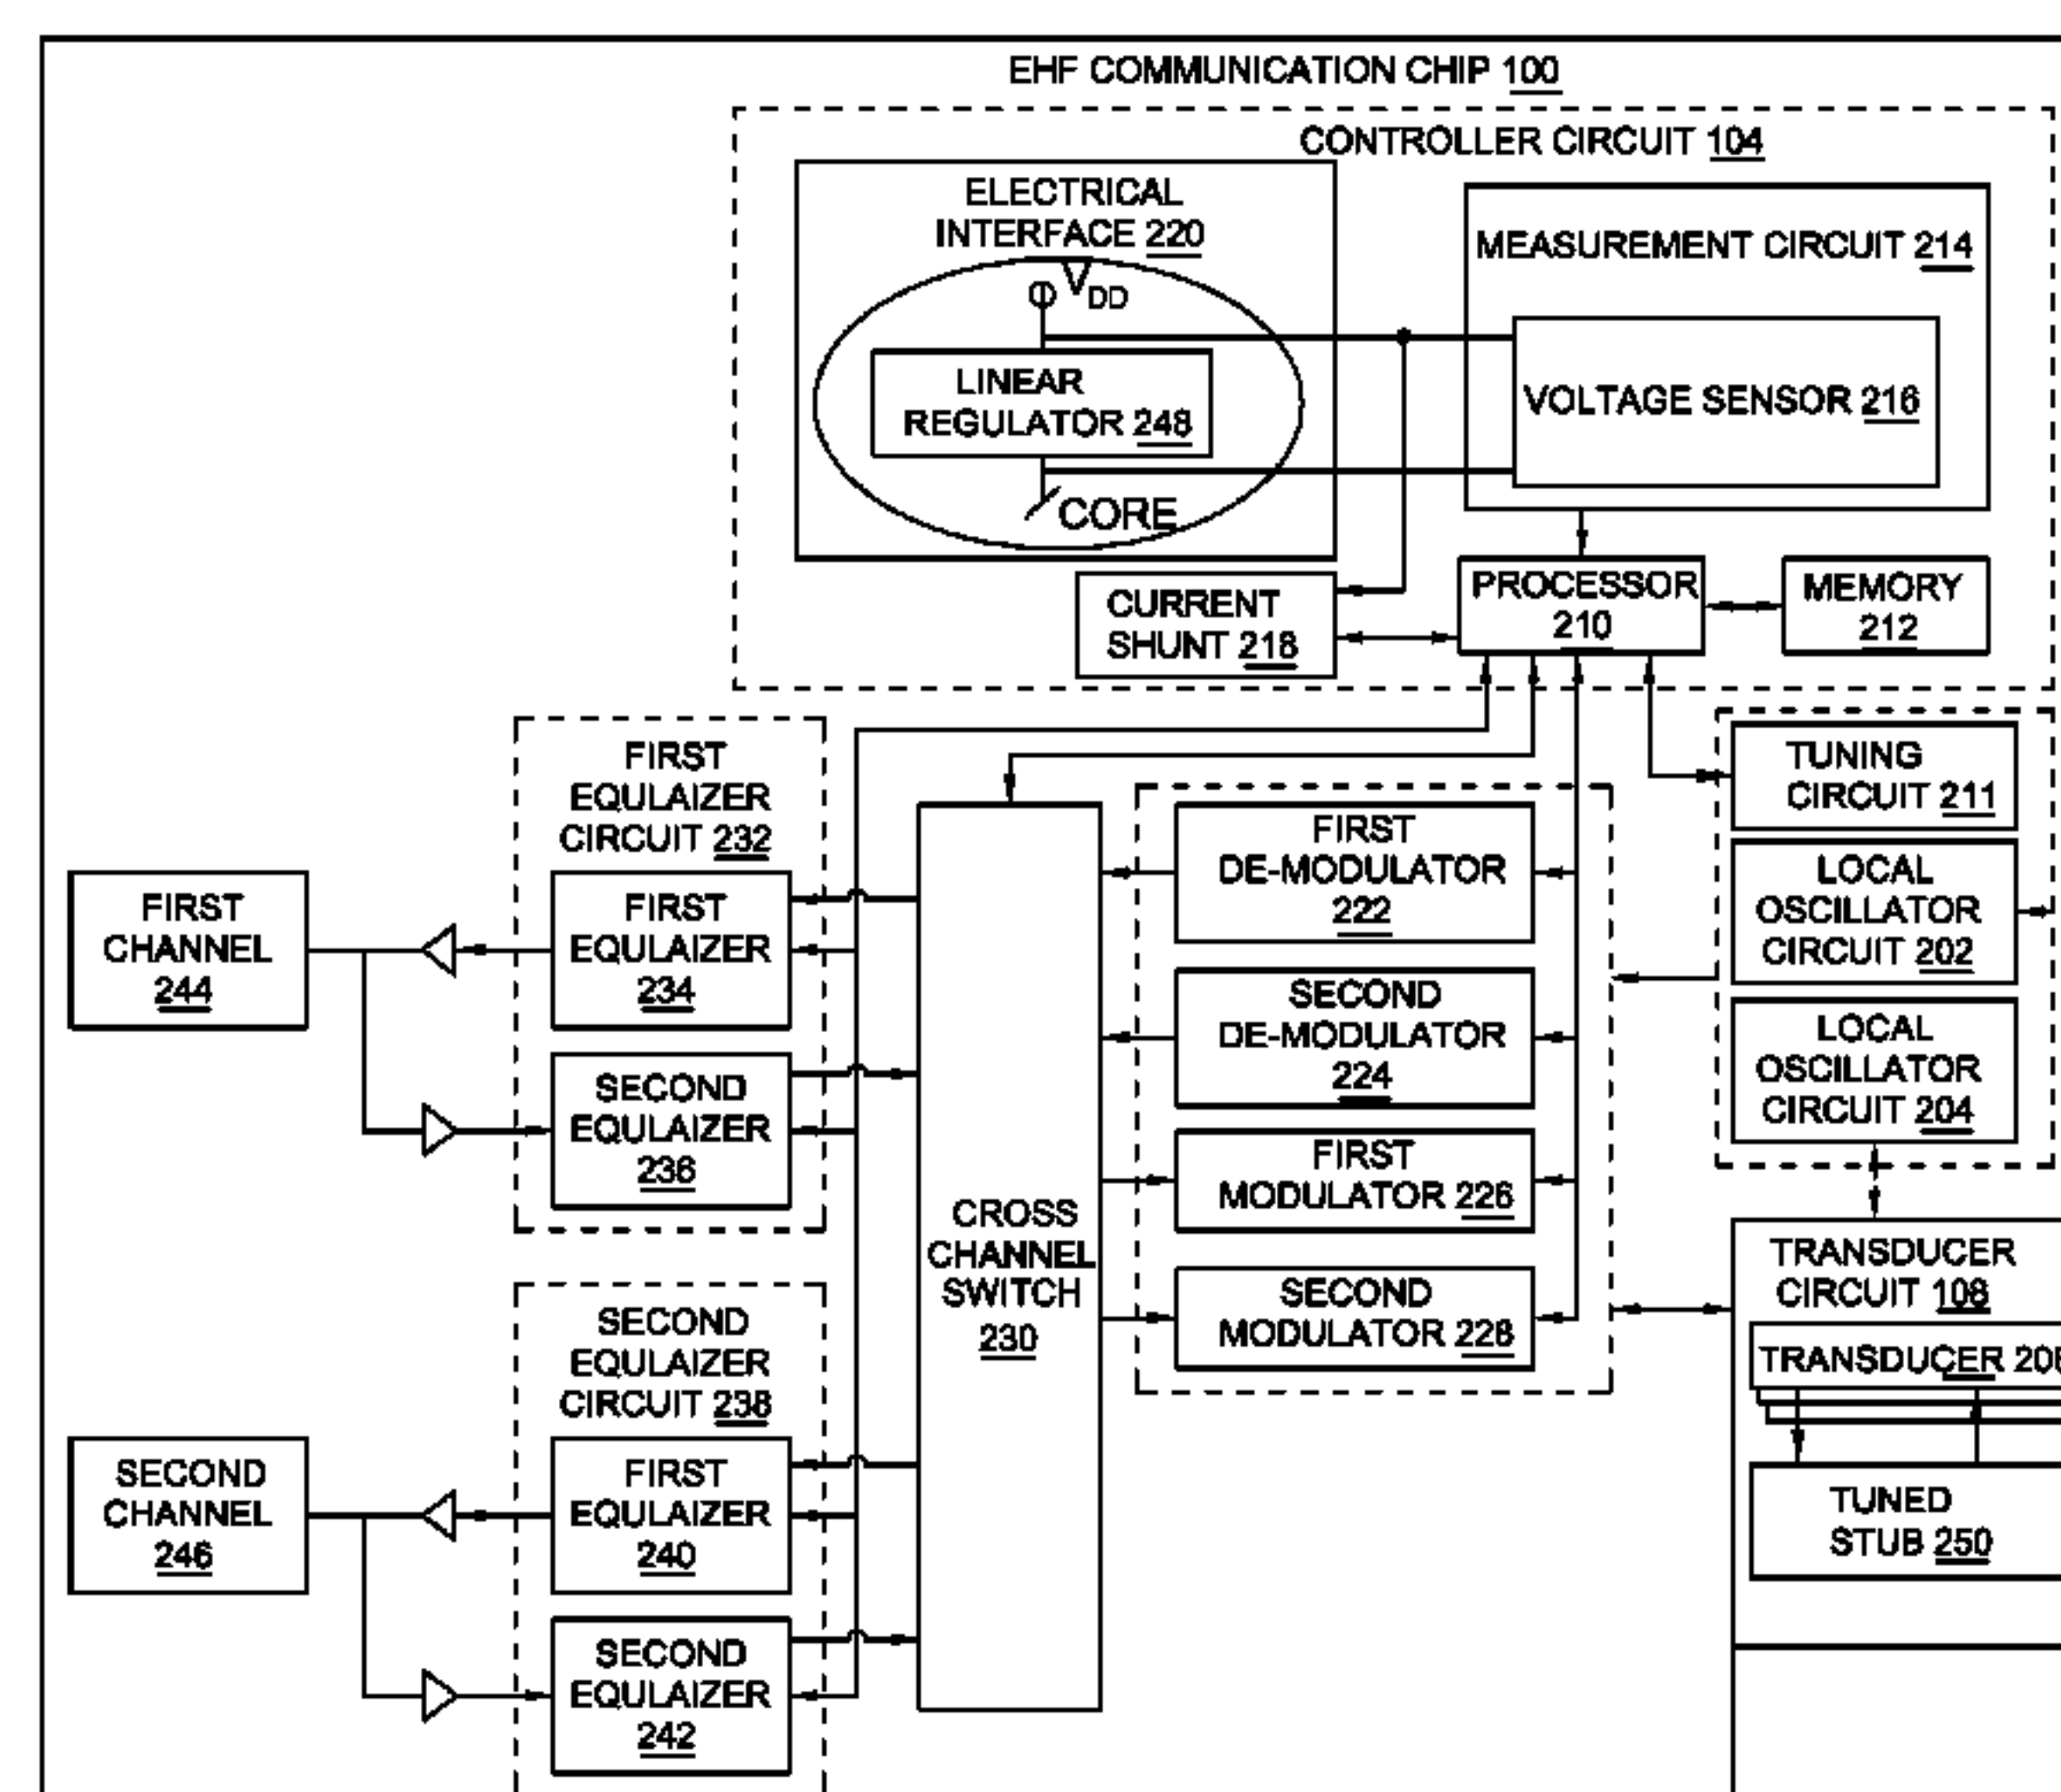 EHF COMMUNICATION CHIP 100
CONTROLLER CIRCUIT 104
ELECTRICAL
INTERFACE 220
VDD
LINEAR
REGULATOR 248
CORE
MEASUREMENT CIRCUIT 214
VOLTAGE SENSOR 216
CURRENT
SHUNT 218
PROCESSOR
210
MEMORY
212
FIRST
EQULAIZER
CIRCUIT 232
FIRST
CHANNEL
244
FIRST
EQULAIZER
234
SECOND
EQULAIZER
236
SECOND
EQULAIZER
CIRCUIT 238
SECOND
CHANNEL
246
FIRST
EQULAIZER
240
SECOND
EQULAIZER
242
CROSS
CHANNEL
SWITCH
230
FIRST
DE-MODULATOR
222
SECOND
DE-MODULATOR
224
FIRST
MODULATOR 226
SECOND
MODULATOR 228
TUNING
CIRCUIT 211
LOCAL
OSCILLATOR
CIRCUIT 202
LOCAL
OSCILLATOR
CIRCUIT 204
TRANSDUCER
CIRCUIT 108
TRANSDUCER
TUNED
STUB 250